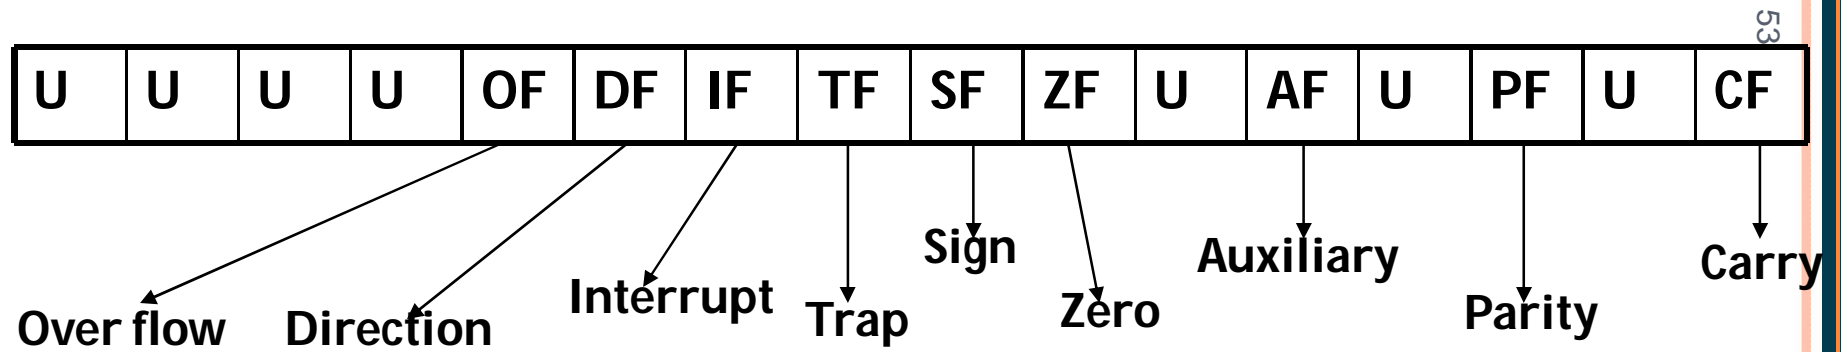 53
U U U U OF DF IF TF SF ZF U AF U PF U CF
Over flow Direction Interrupt Trap Sign Zero Auxiliary Parity Carry